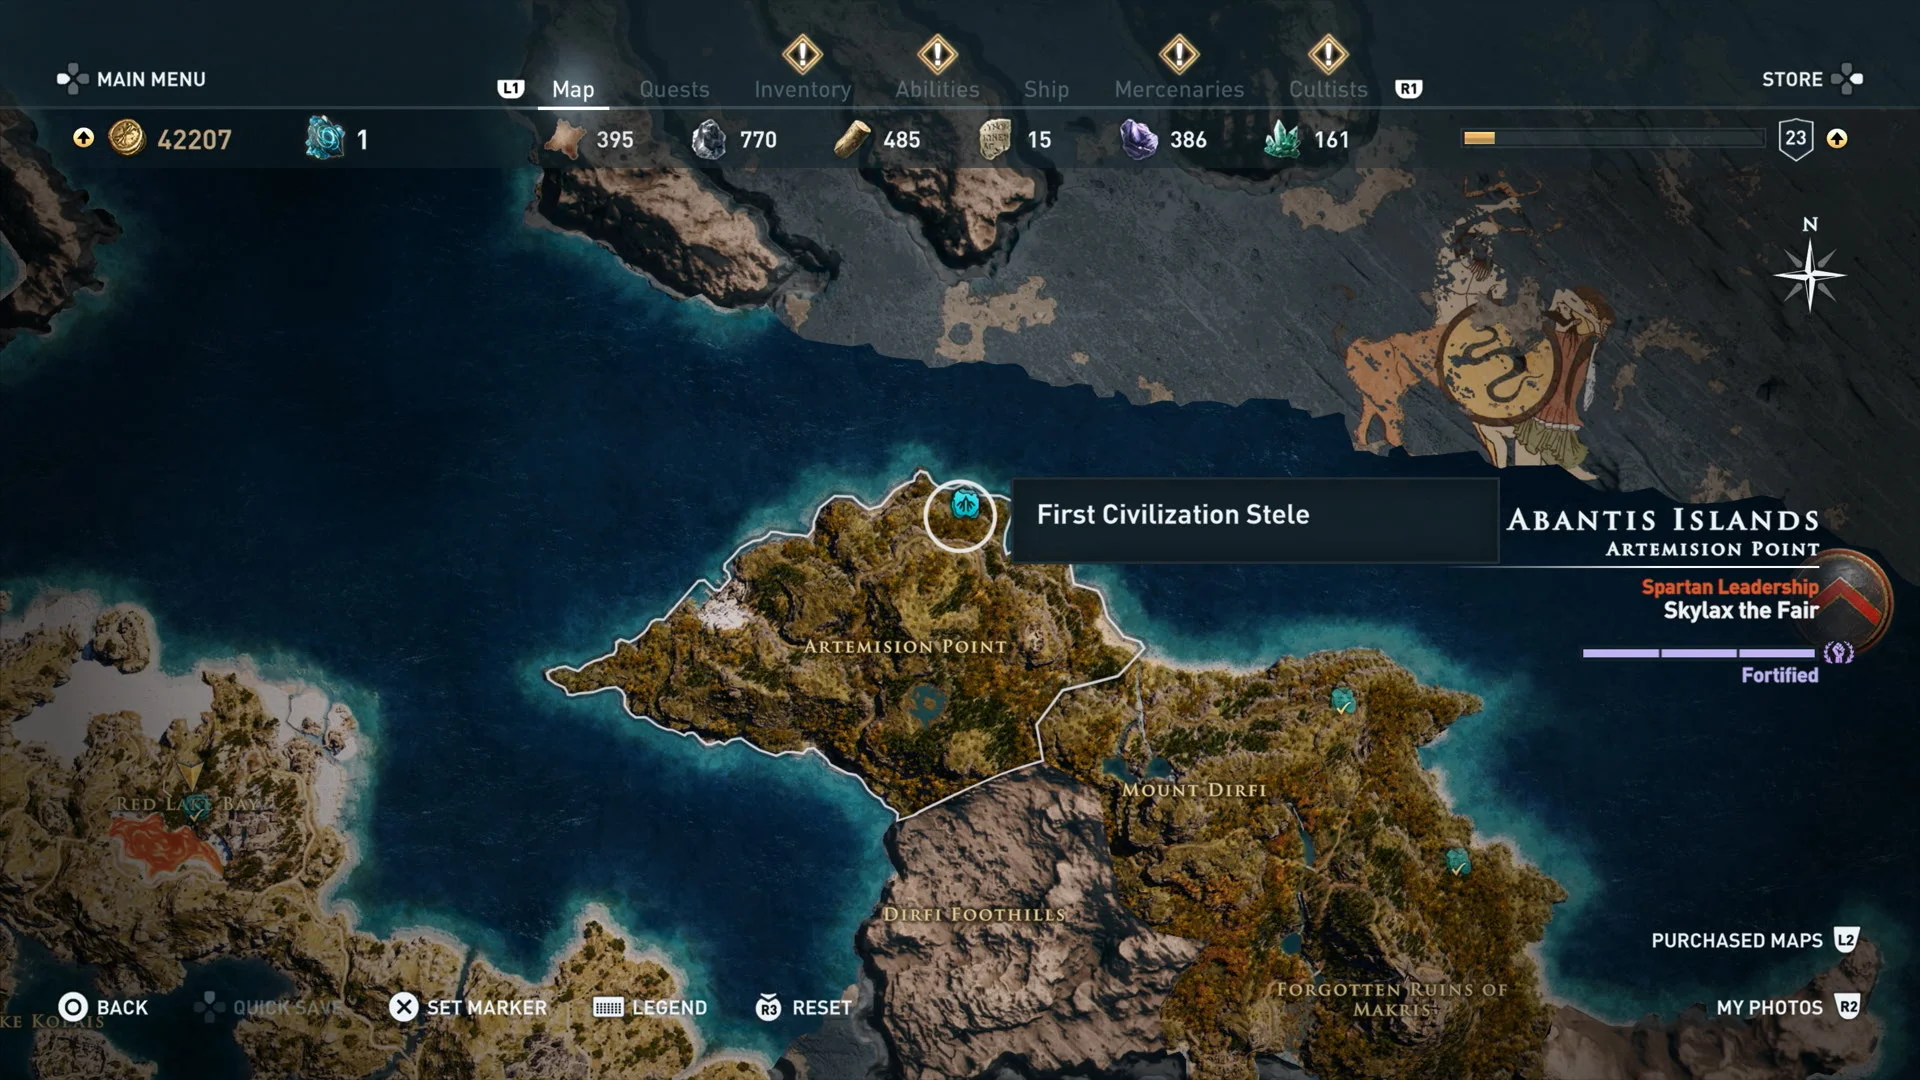 MAIN MENU
L1
Map
Quests
Inventory
Abilities
Ship
Mercenaries
Cultists
R1
STORE
42207
1
395
770
485
15
386
161
23
N
First Civilization Stele
ABANTIS ISLANDS
ARTEMISION POINT
Spartan Leadership
Skylax the Fair
Fortified
ARTEMISION POINT
RED LAKE BAY
MOUNT DIRFI
DIRFI FOOTHILLS
FORGOTTEN RUINS OF
MAKRIS
PURCHASED MAPS L2
BACK
QUICK SAVE
SET MARKER
LEGEND
R3 RESET
MY PHOTOS R2
KE KOPAIS